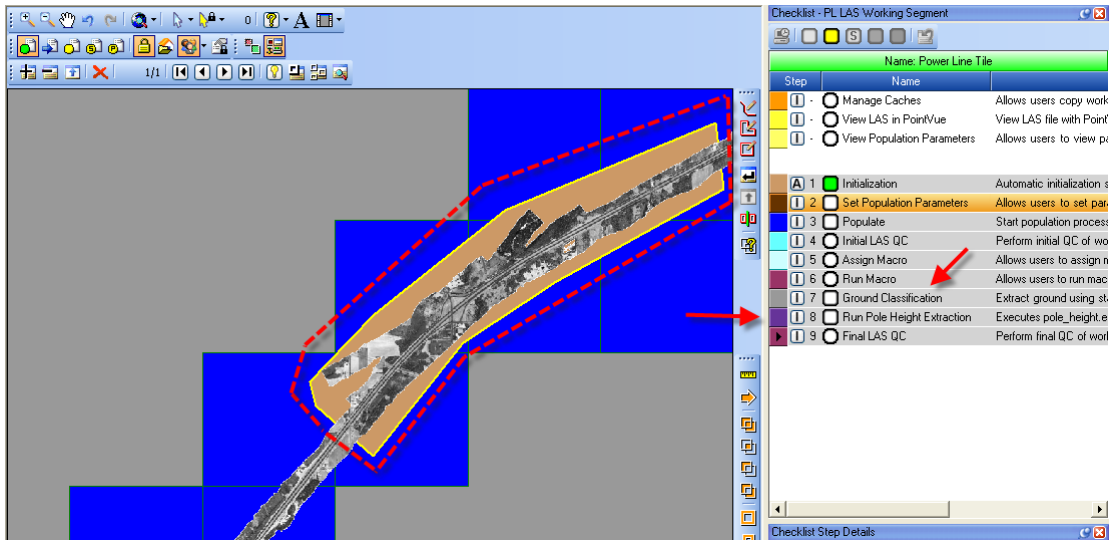 Checklist - PL LAS Working Segment
0
A
S
P
1/1
S
Name: Power Line Tile
Step Name
I - Manage Caches Allows users copy work
I - View LAS in PointVue View LAS file with Point
I - View Population Parameters Allows users to view pa
A 1 Initialization Automatic initialization s
I 2 Set Population Parameters Allows users to set par
I 3 Populate Start population process
I 4 Initial LAS QC Perform initial QC of wo
I 5 Assign Macro Allows users to assign m
I 6 Run Macro Allows users to run mac
I 7 Ground Classification Extract ground using st
I 8 Run Pole Height Extraction Executes pole_height.e
I 9 Final LAS QC Perform final QC of worl
Checklist Step Details